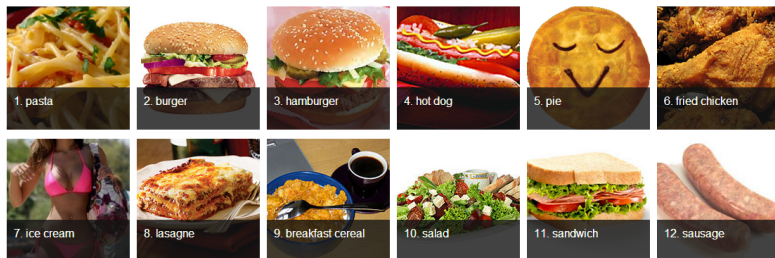 1. pasta
2. burger
3. hamburger
4. hot dog
5. pie
6. fried chicken
7. ice cream
8. lasagne
9. breakfast cereal
10. salad
11. sandwich
12. sausage